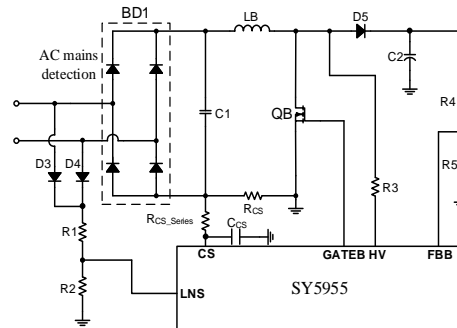 BD1
LB
D5
AC mains
detection
C2
C1
QB
R4
D3
D4
R5
R3
RCS
RCS_Series
CCS
R1
CS
GATEB HV
FBB
R2
LNS
SY5955